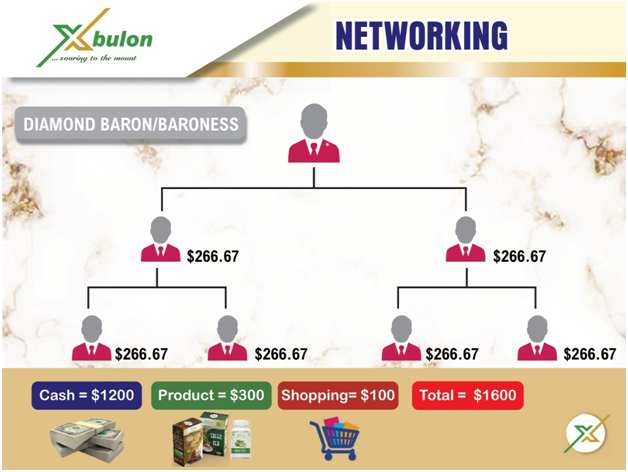 Xbulon
... soaring to the mount
NETWORKING
DIAMOND BARON/BARONESS
$266.67
$266.67
$266.67
$266.67
$266.67
$266.67
Cash = $1200
Product = $300
Shopping= $100
Total = $1600